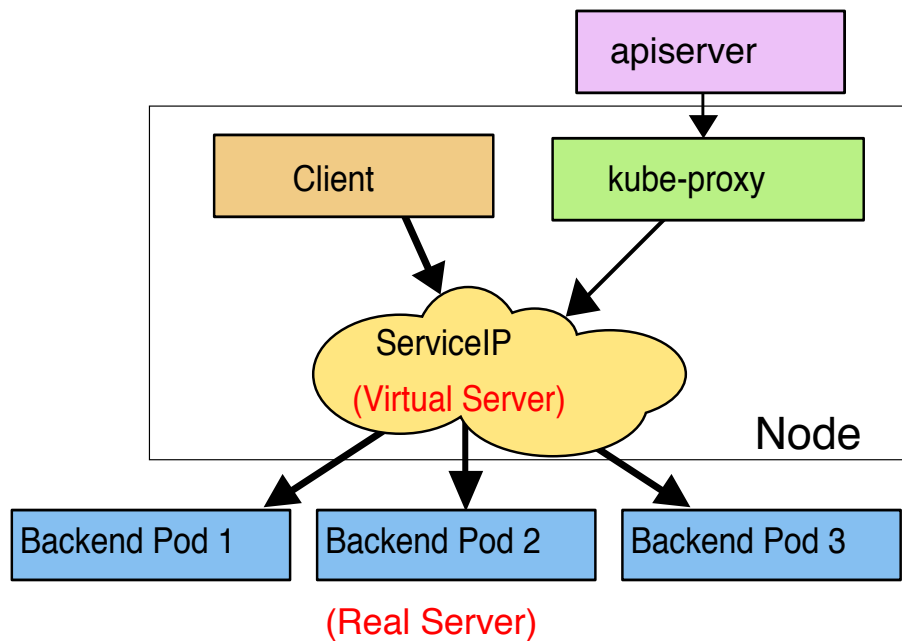 apiserver
Client
kube-proxy
ServiceIP
(Virtual Server)
Node
Backend Pod 1
Backend Pod 2
Backend Pod 3
(Real Server)